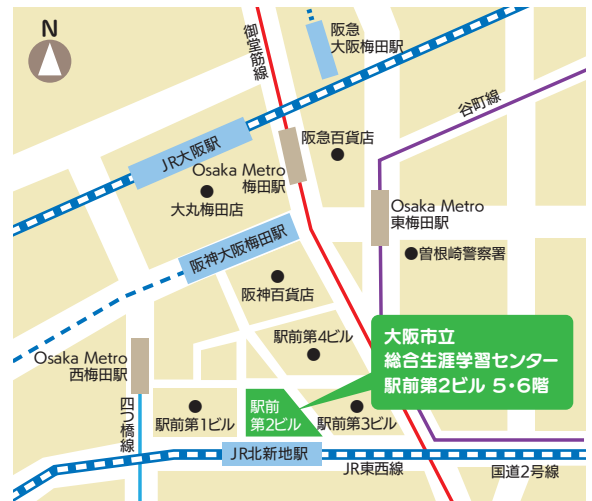 N
御堂筋線
阪急
大阪梅田駅
谷町線
JR大阪駅
阪急百貨店
Osaka Metro
梅田駅
大丸梅田店
Osaka Metro
東梅田駅
阪神大阪梅田駅
曽根崎警察署
阪神百貨店
大阪市立
総合生涯学習センター
駅前第2ビル 5・6階
駅前第4ビル
Osaka Metro
西梅田駅
四つ橋線
駅前第1ビル
駅前
第2ビル
駅前第3ビル
JR北新地駅
JR東西線
国道2号線